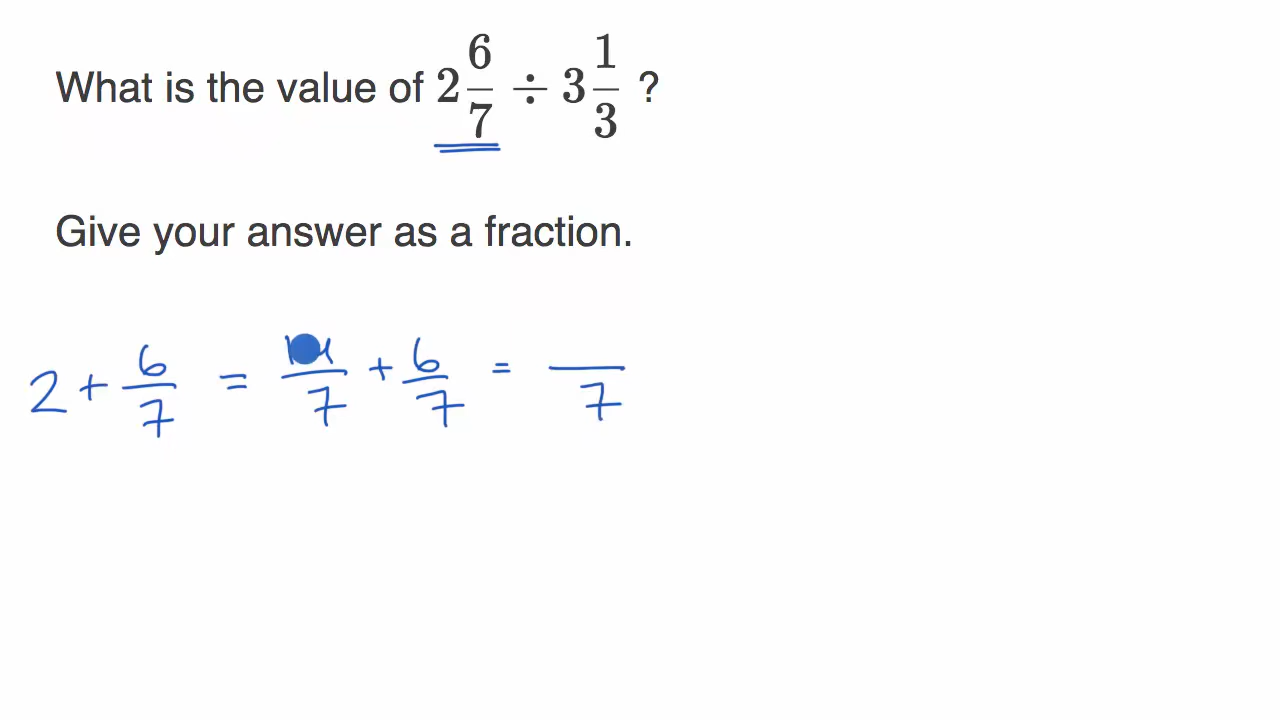 What is the value of 2 6/7 ÷ 3 1/3 ?
Give your answer as a fraction.
2 + 6/7 = /7 + 6/7 = /7